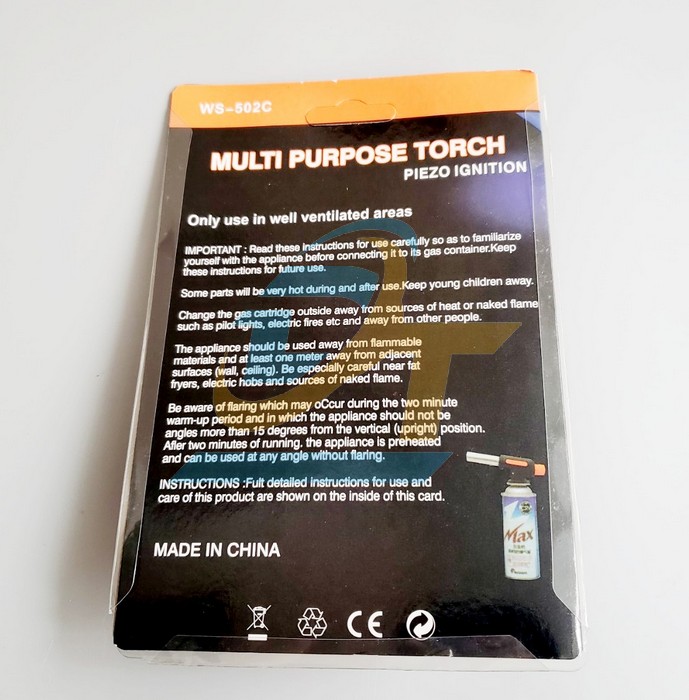 WS-502C
MULTI PURPOSE TORCH
PIEZO IGNITION
Only use in well ventilated areas
IMPORTANT : Read these instructions for use carefully so as to familiarize
yourself with the appliance before connecting it to its gas container.Keep
these instructions for future use.
Some parts will be very hot during and after use.Keep young children away.
Change the gas cartridge outside away from sources of heat or naked flame
such as pilot lights, electric fires etc and away from other people.
The appliance should be used away from flammable
materials and at least one meter away from adjacent
surfaces (wall, ceiling). Be especially careful near fat
fryers, electric hobs and sources of naked flame.
Be aware of flaring which may oCcur during the two minute
warm-up period and in which the appliance should not be
angles more than 15 degrees from the vertical (upright) position.
After two minutes of running. the appliance is preheated
and can be used at any angle without flaring.
INSTRUCTIONS :Fult detailed instructions for use and
care of this product are shown on the inside of this card.
Max
MADE IN CHINA
CE